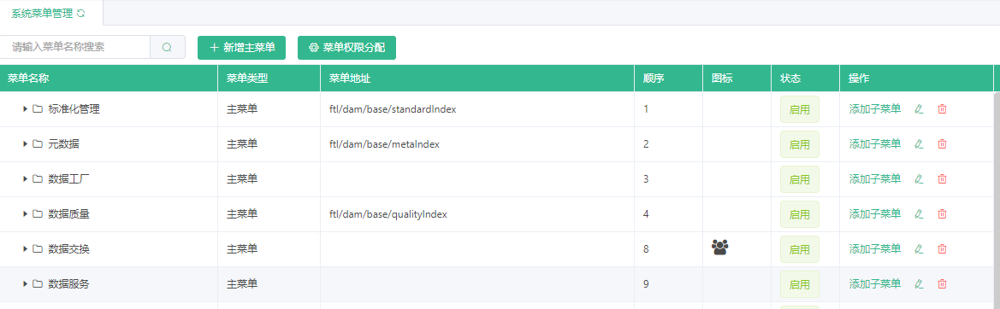 系统菜单管理
请输入菜单名称搜索 新增主菜单 菜单权限分配
菜单名称 菜单类型 菜单地址 顺序 图标 状态 操作
标准化管理 主菜单 ftl/dam/base/standardIndex 1 启用 添加子菜单
元数据 主菜单 ftl/dam/base/metaIndex 2 启用 添加子菜单
数据工厂 主菜单 3 启用 添加子菜单
数据质量 主菜单 ftl/dam/base/qualityIndex 4 启用 添加子菜单
数据交换 主菜单 8 启用 添加子菜单
数据服务 主菜单 9 启用 添加子菜单